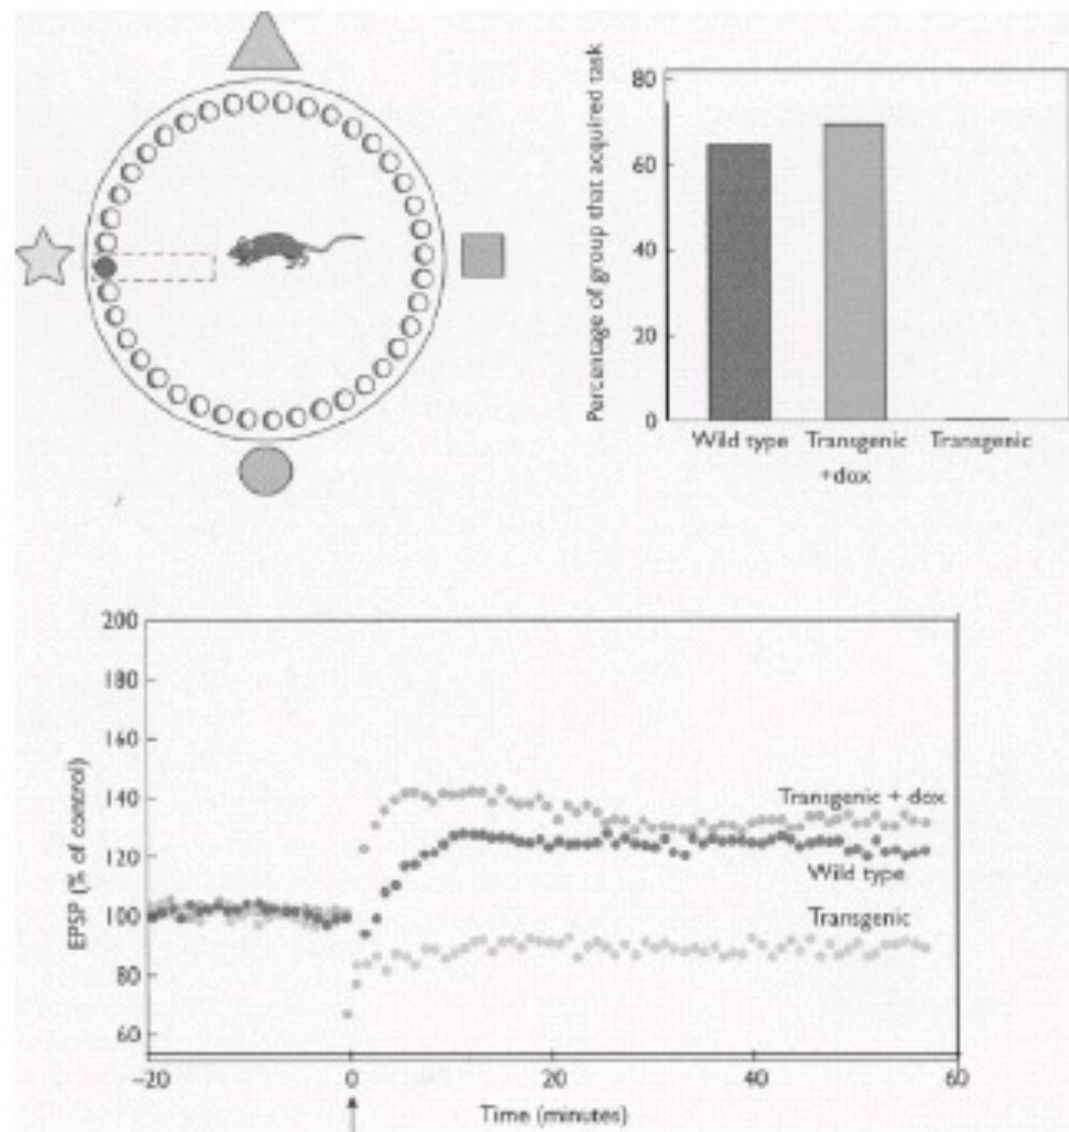 Percentage of group that acquired task
80
60
40
20
0
Wild type Transgenic Transgenic
+dox
EPSP (% of control)
200
180
160
140
120
100
80
60
Transgenic + dox
Wild type
Transgenic
-20 0 20 40 60
Time (minutes)